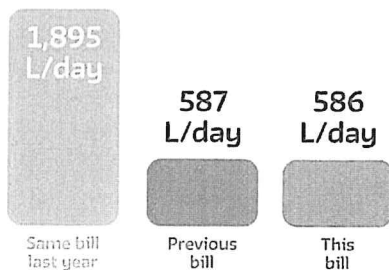 1,895
L/day
587
L/day
586
L/day
Same bill
last year
Previous
bill
This
bill